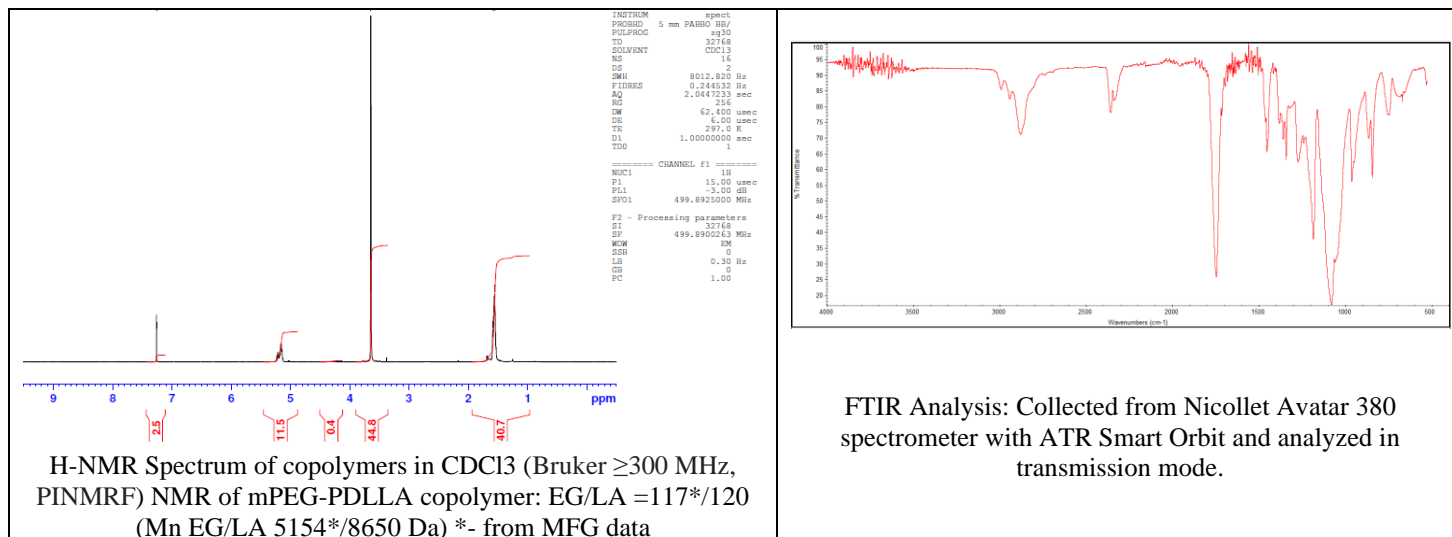 INSTRUM spect
PROBHD 5 mm PABBO BB/
PULPROG zg30
TD 32768
SOLVENT CDCl3
NS 16
DS 2
SWH 8012.820 Hz
FIDRES 0.244532 Hz
AQ 2.0447233 sec
RG 256
DW 62.400 usec
DE 6.00 usec
TE 297.0 K
D1 1.00000000 sec
TD0 1
======== CHANNEL f1 ========
NUC1 1H
P1 15.00 usec
PL1 -3.00 dB
SFO1 499.8925000 MHz
F2 - Processing parameters
SI 32768
SF 499.8900263 MHz
WDW EM
SSB 0
LB 0.30 Hz
GB 0
PC 1.00
9 8 7 6 5 4 3 2 1 ppm
2.5 11.5 0.4 44.8 40.7
H-NMR Spectrum of copolymers in CDCl3 (Bruker ≥300 MHz,
PINMRF) NMR of mPEG-PDLLA copolymer: EG/LA =117*/120
(Mn EG/LA 5154*/8650 Da) *- from MFG data
100
95
90
85
80
75
70
65
60
55
50
45
40
35
30
25
20
% Transmittance
4000 3500 3000 2500 2000 1500 1000 500
Wavenumbers (cm-1)
FTIR Analysis: Collected from Nicollet Avatar 380
spectrometer with ATR Smart Orbit and analyzed in
transmission mode.